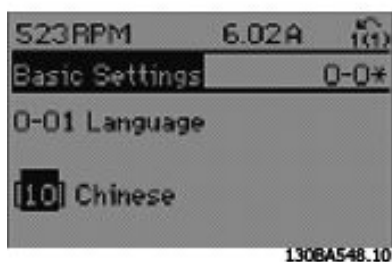 523RPM 6.02A 1(1)
Basic Settings 0-0*
0-01 Language
[10] Chinese
130BA548.10